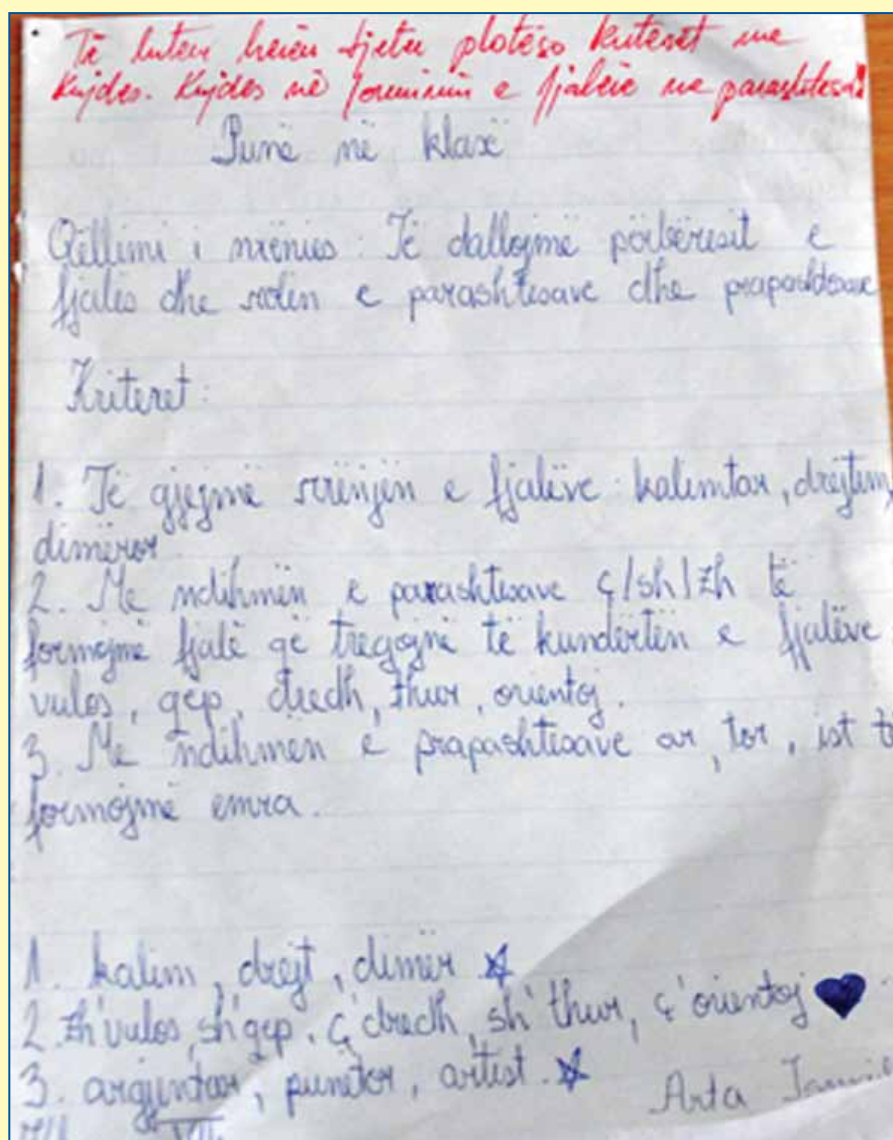 Të lutem herën tjetër plotëso kriteret me
kujdes. Kujdes në formimin e fjalëve me parashtesa!
Punë në klasë
Qëllimi i nxënies: Të dallojmë përbërësit e
fjalës dhe rolin e parashtesave dhe prapashtesave
Kriteret:
1. Të gjejmë rrënjën e fjalëve: kalimtar, drejtim,
dimëror
2. Me ndihmën e parashtesave ç/sh/zh të
formojmë fjalë që tregojnë të kundërtën e fjalëve
vulos, qep, dredh, thur, orientoj.
3. Me ndihmën e prapashtesave ar, tor, ist të
formojmë emra.
1. kalim, drejt, dimër
2. zh'vulos, sh'qep. ç'dredh, sh'thur, ç'orientoj
3. argjentar, punëtor, artist.
Arta
VII